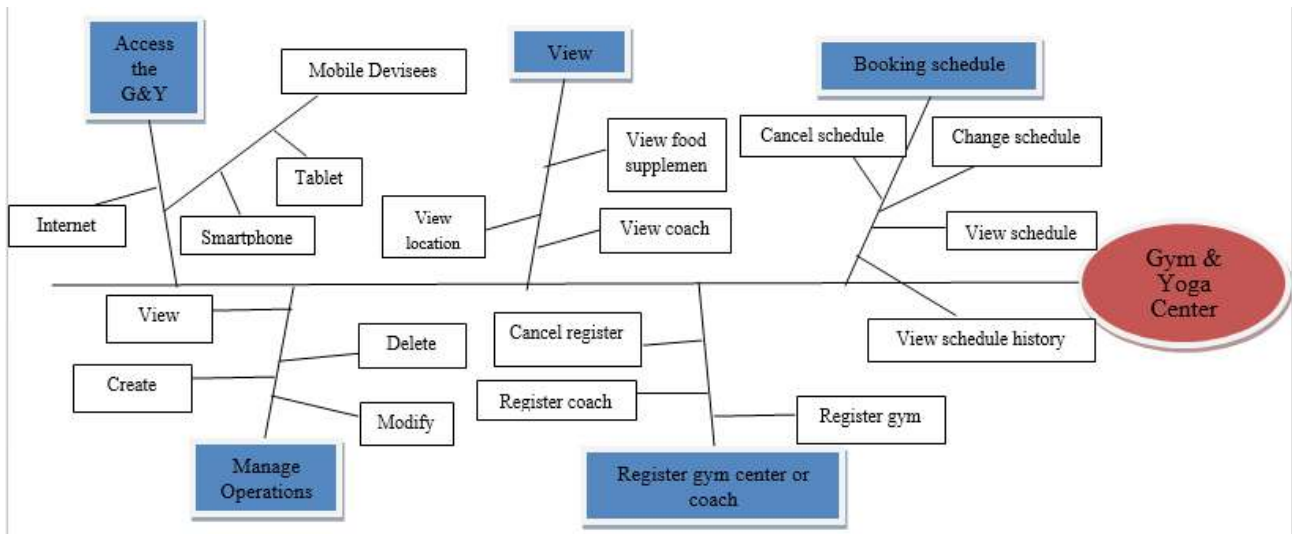 Access
the
G&Y
View
Booking schedule
Mobile Devisees
Cancel schedule
Change schedule
View food
supplemen
Tablet
Internet
Smartphone
View
location
View coach
View schedule
Gym &
Yoga
Center
View
Cancel register
View schedule history
Delete
Create
Register coach
Modify
Register gym
Manage
Operations
Register gym center or
coach